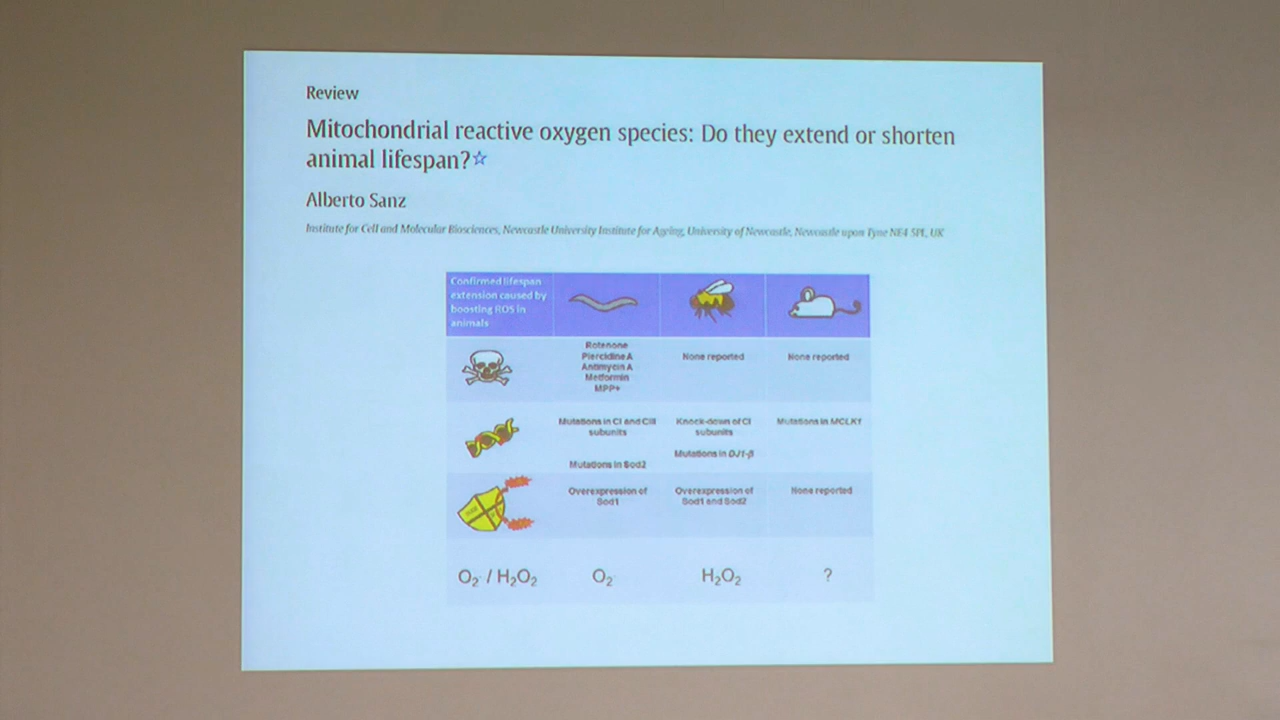 Review
Mitochondrial reactive oxygen species: Do they extend or shorten
animal lifespan?☆
Alberto Sanz
Institute for Cell and Molecular Biosciences, Newcastle University Institute for Ageing, University of Newcastle, Newcastle upon Tyne NE4 5PL, UK
Confirmed lifespan
extension caused by
boosting ROS in
animals
Rotenone
Piercidine A
Antimycin A
Metformin
MPP+
None reported
None reported
Mutations in CI and CIII
subunits
Mutations in Sod2
Knock-down of CI
subunits
Mutations in DJ1-β
Mutations in MCLK1
Overexpression of
Sod1
Overexpression of
Sod1 and Sod2
None reported
O2- / H2O2
O2
H2O2
?